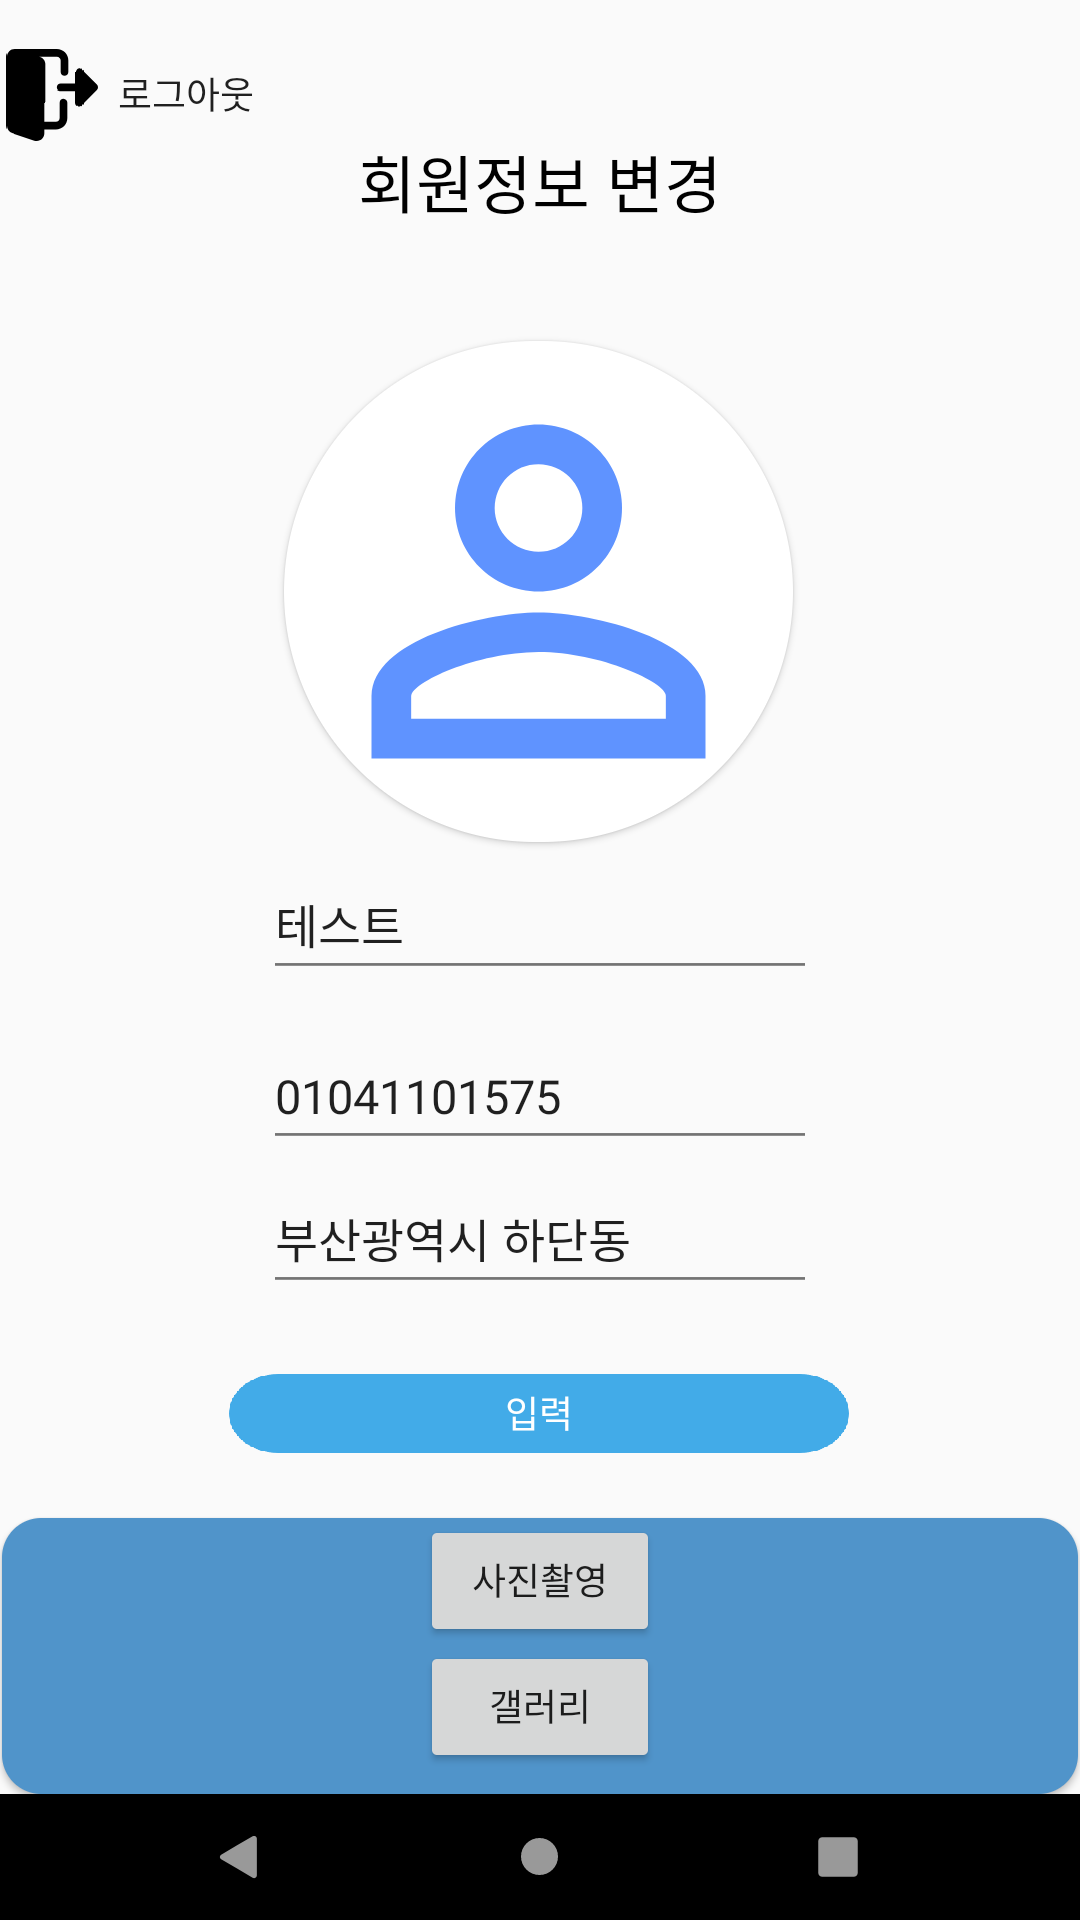 로그아웃
회원정보 변경
테스트
01041101575
부산광역시 하단동
입력
사진촬영
갤러리